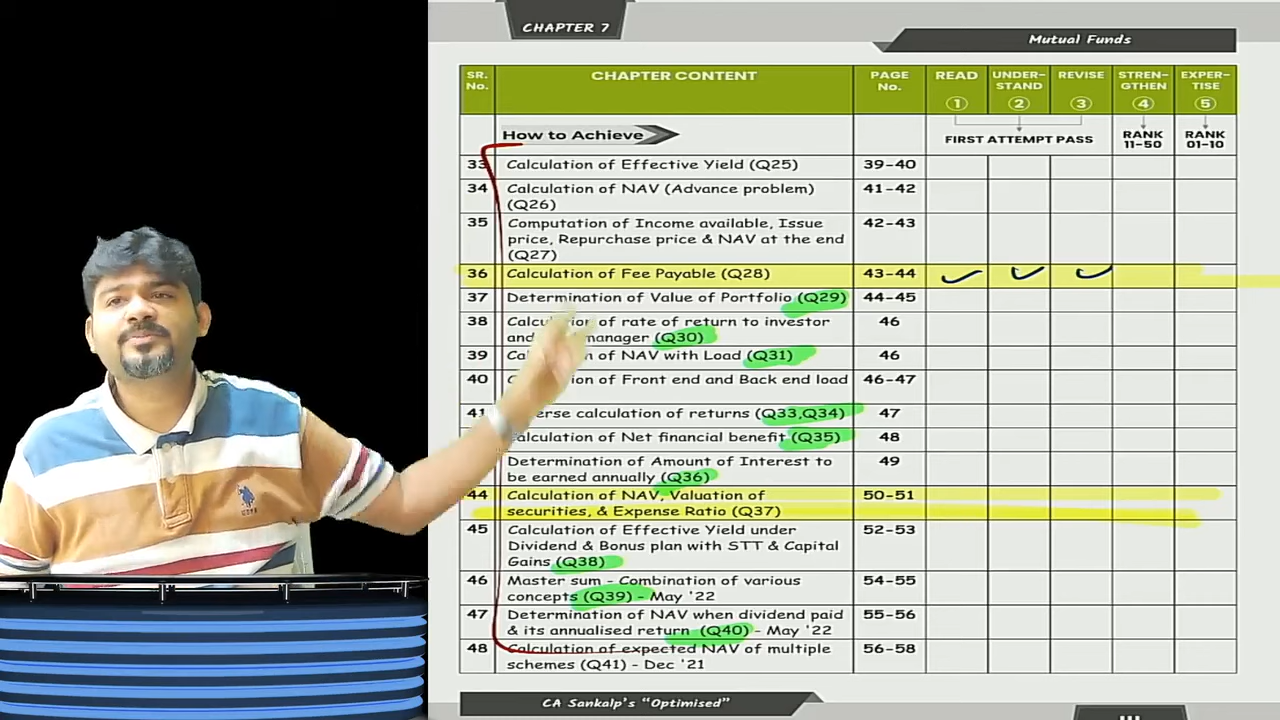 CHAPTER 7
Mutual Funds
SR. No. CHAPTER CONTENT PAGE No. READ UNDER-STAND REVISE STREN-GTHEN EXPER-TISE
1 2 3 4 5
How to Achieve FIRST ATTEMPT PASS RANK 11-50 RANK 01-10
33 Calculation of Effective Yield (Q25) 39-40
34 Calculation of NAV (Advance problem) 41-42
(Q26)
35 Computation of Income available, Issue 42-43
price, Repurchase price & NAV at the end
(Q27)
36 Calculation of Fee Payable (Q28) 43-44
37 Determination of Value of Portfolio (Q29) 44-45
38 of rate of return to investor 46
and manager (Q30)
39 of NAV with Load (Q31) 46
40 of Front end and Back end load 46-47
41 calculation of returns (Q33,Q34) 47
Calculation of Net financial benefit (Q35) 48
Determination of Amount of Interest to 49
be earned annually (Q36)
44 Calculation of NAV, Valuation of 50-51
securities, & Expense Ratio (Q37)
45 Calculation of Effective Yield under 52-53
Dividend & Bonus plan with STT & Capital
Gains (Q38)
46 Master sum - Combination of various 54-55
concepts (Q39) - May '22
47 Determination of NAV when dividend paid 55-56
& its annualised return (Q40) - May '22
48 Calculation of expected NAV of multiple 56-58
schemes (Q41) - Dec '21
CA Sankalp's "Optimised"